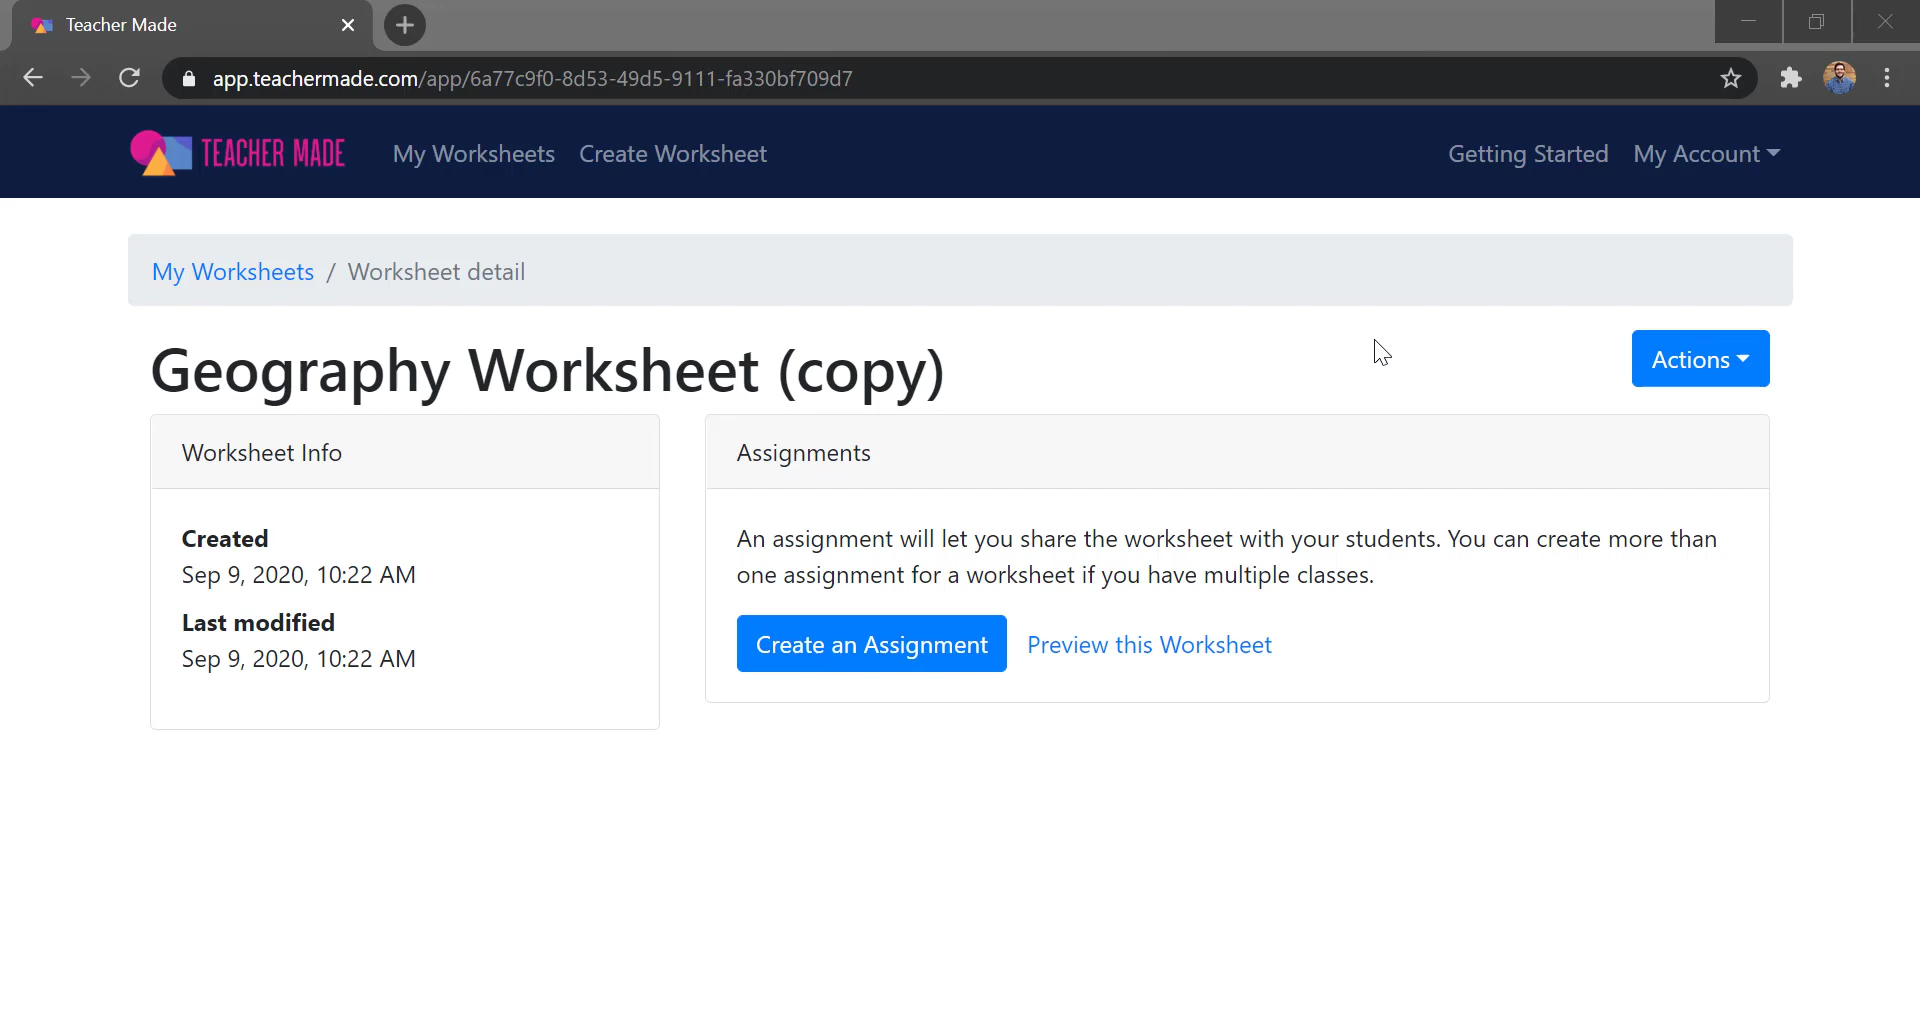 Teacher Made
app.teachermade.com/app/6a77c9f0-8d53-49d5-9111-fa330bf709d7
TEACHER MADE
My Worksheets
Create Worksheet
Getting Started
My Account
My Worksheets / Worksheet detail
Geography Worksheet (copy)
Actions
Worksheet Info
Created
Sep 9, 2020, 10:22 AM
Last modified
Sep 9, 2020, 10:22 AM
Assignments
An assignment will let you share the worksheet with your students. You can create more than
one assignment for a worksheet if you have multiple classes.
Create an Assignment
Preview this Worksheet